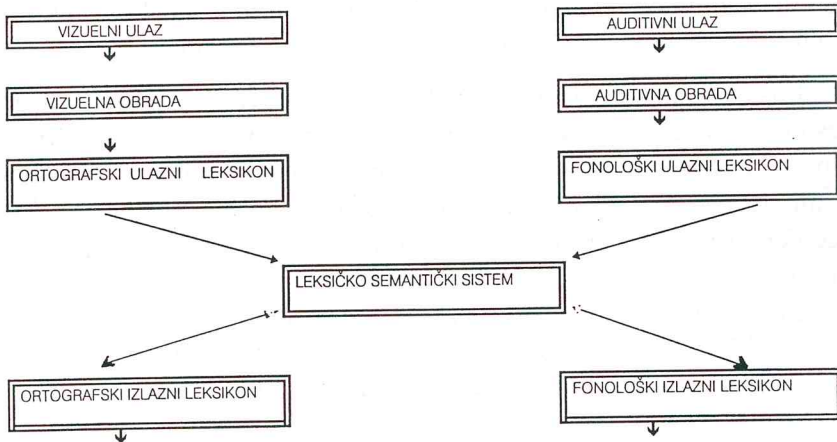 VIZUELNI ULAZ
AUDITIVNI ULAZ
VIZUELNA OBRADA
AUDITIVNA OBRADA
ORTOGRAFSKI ULAZNI LEKSIKON
FONOLOŠKI ULAZNI LEKSIKON
LEKSIČKO SEMANTIČKI SISTEM
ORTOGRAFSKI IZLAZNI LEKSIKON
FONOLOŠKI IZLAZNI LEKSIKON